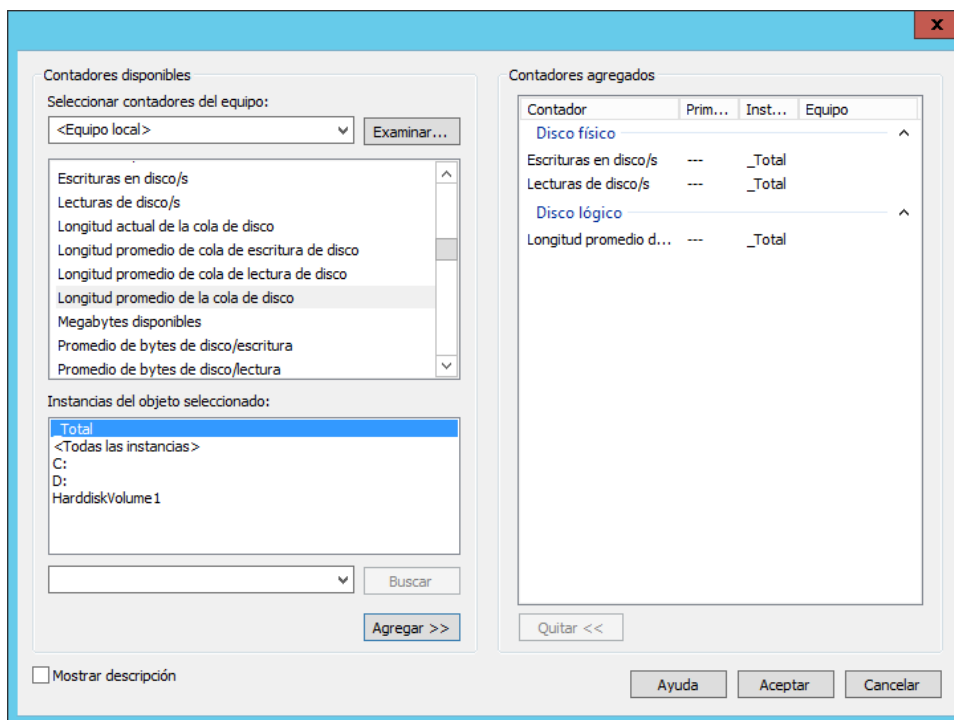 x
Contadores disponibles
Seleccionar contadores del equipo:
<Equipo local>
Examinar...
Escrituras en disco/s
Lecturas de disco/s
Longitud actual de la cola de disco
Longitud promedio de cola de escritura de disco
Longitud promedio de cola de lectura de disco
Longitud promedio de la cola de disco
Megabytes disponibles
Promedio de bytes de disco/escritura
Promedio de bytes de disco/lectura
Instancias del objeto seleccionado:
_Total
<Todas las instancias>
C:
D:
HarddiskVolume1
Buscar
Agregar >>
Mostrar descripción
Contadores agregados
Contador Prim... Inst... Equipo
Disco físico
Escrituras en disco/s --- _Total
Lecturas de disco/s --- _Total
Disco lógico
Longitud promedio d... --- _Total
Quitar <<
Ayuda Aceptar Cancelar